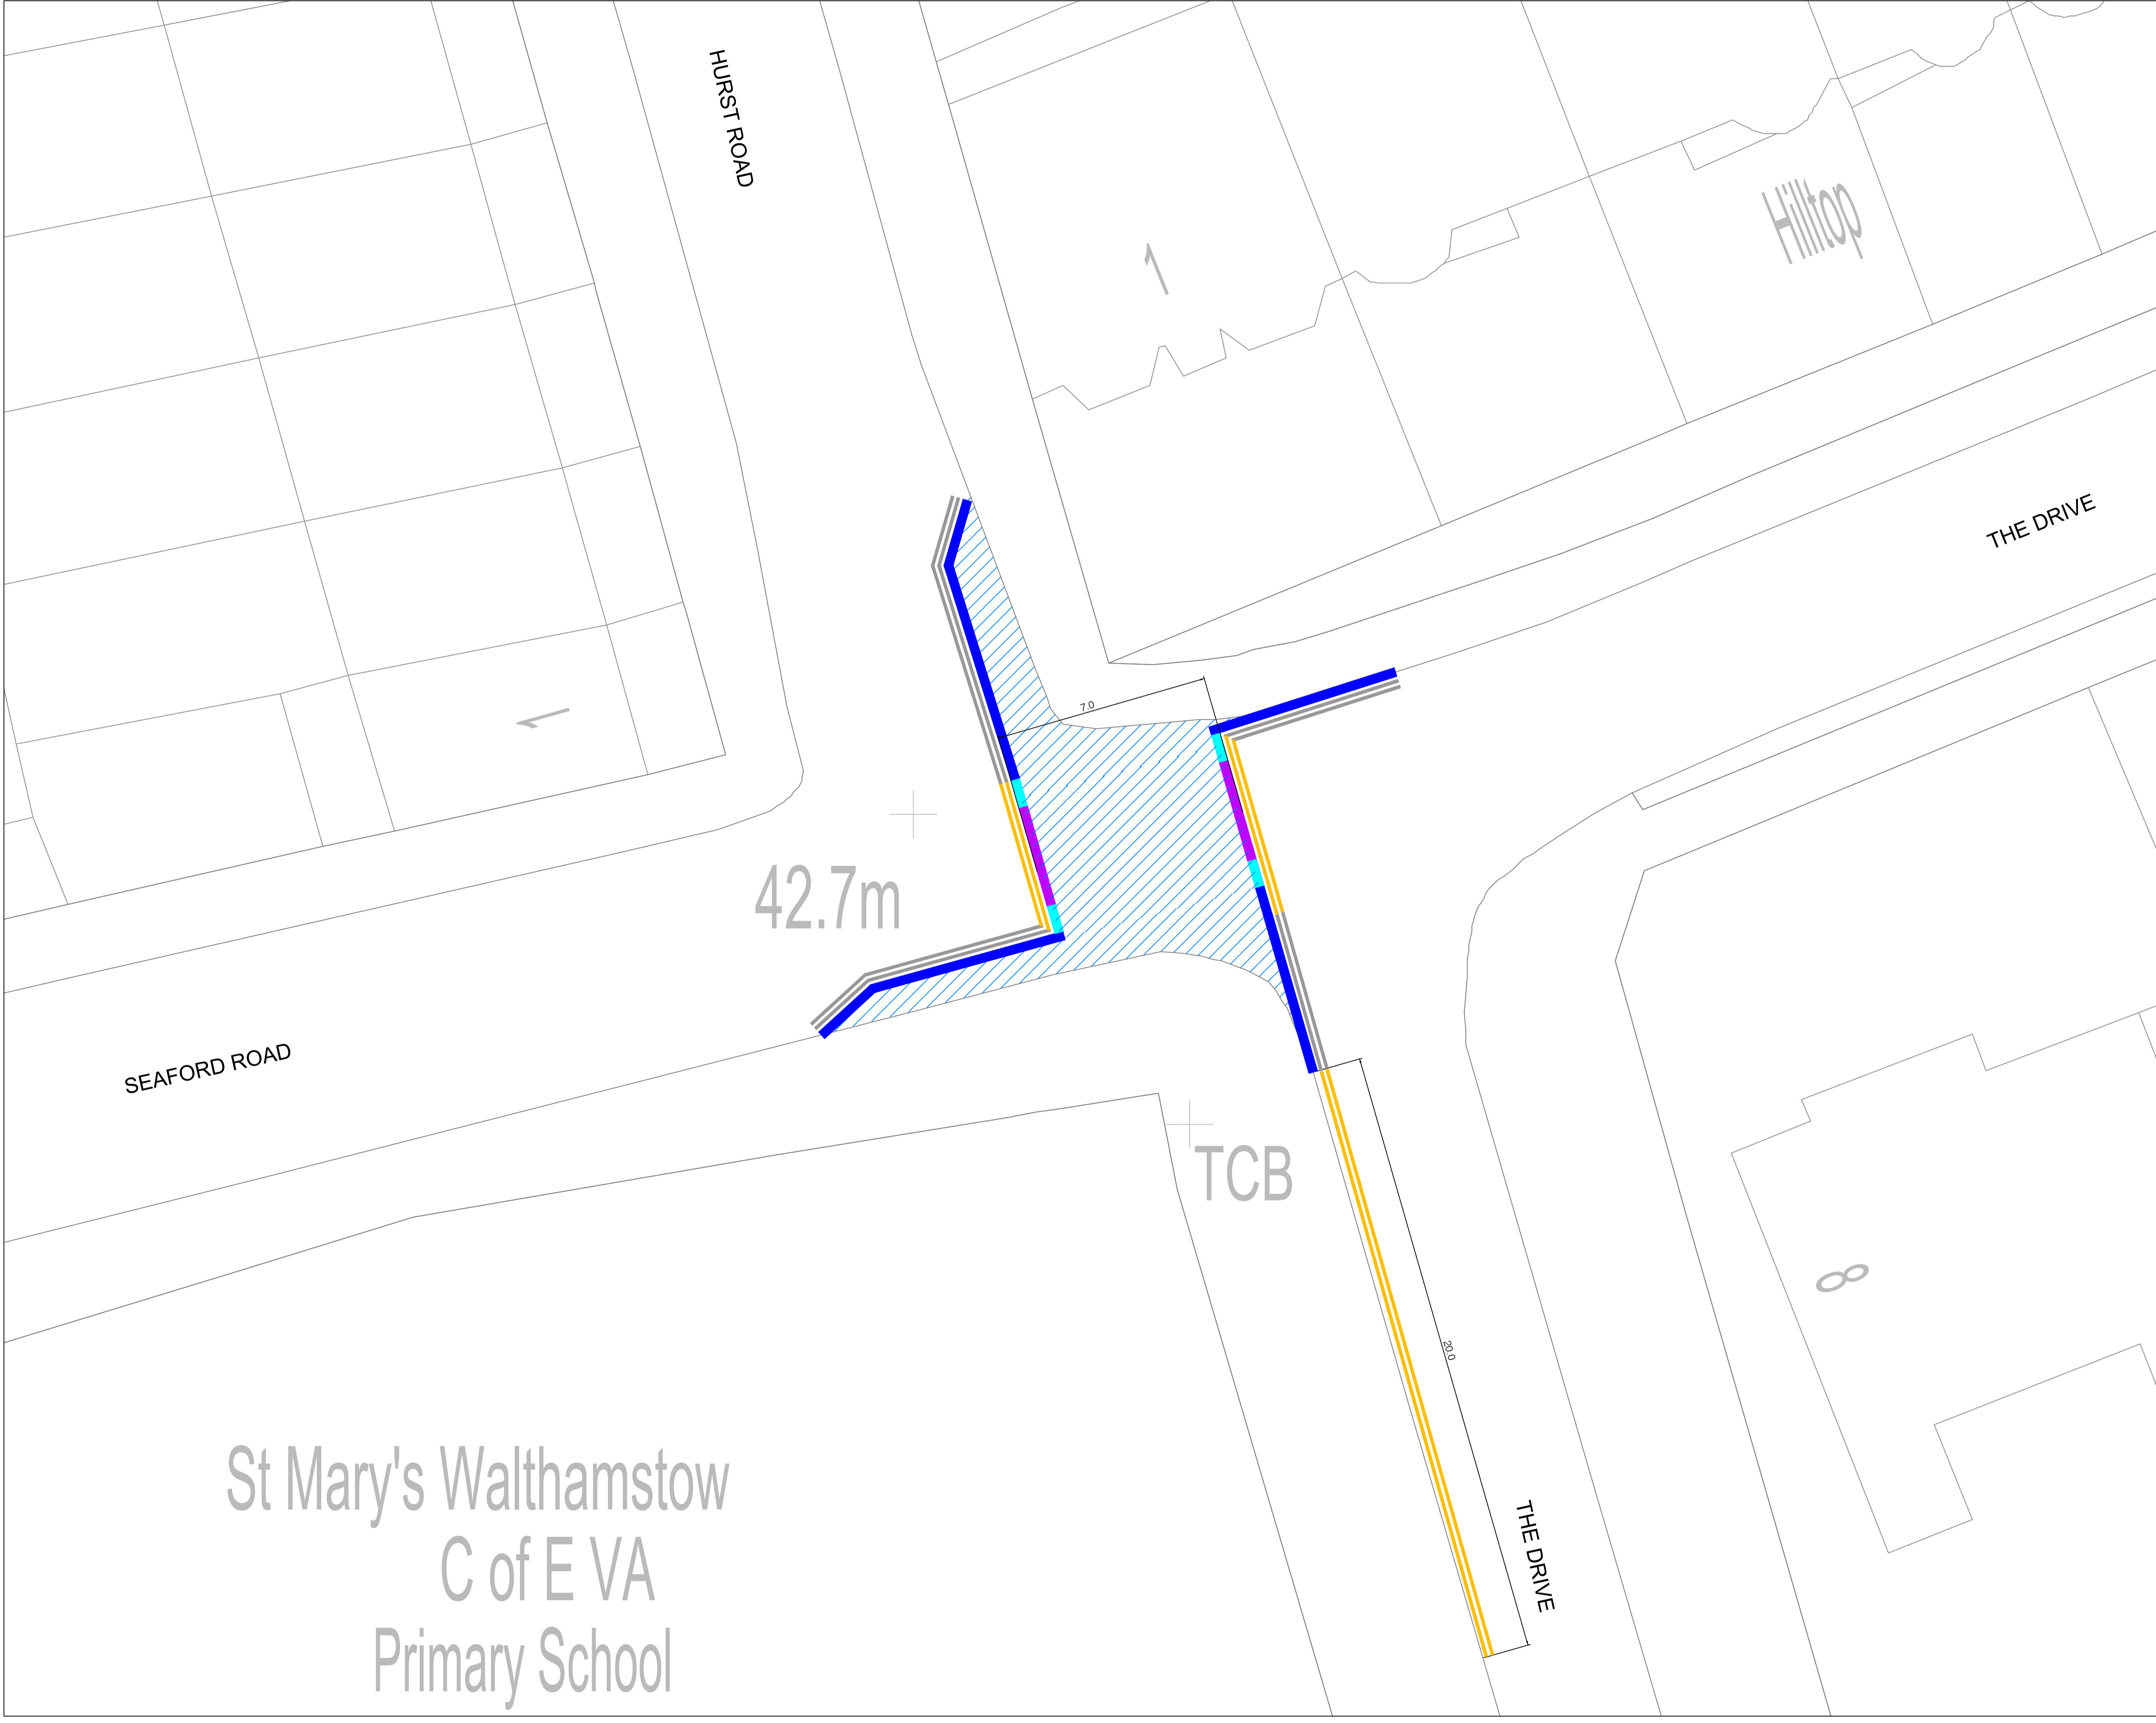 HURST ROAD
Hilltop
1
THE DRIVE
7.0
1
42.7m
SEAFORD ROAD
TCB
8
20.0
St Mary's Walthamstow
C of E VA
Primary School
THE DRIVE